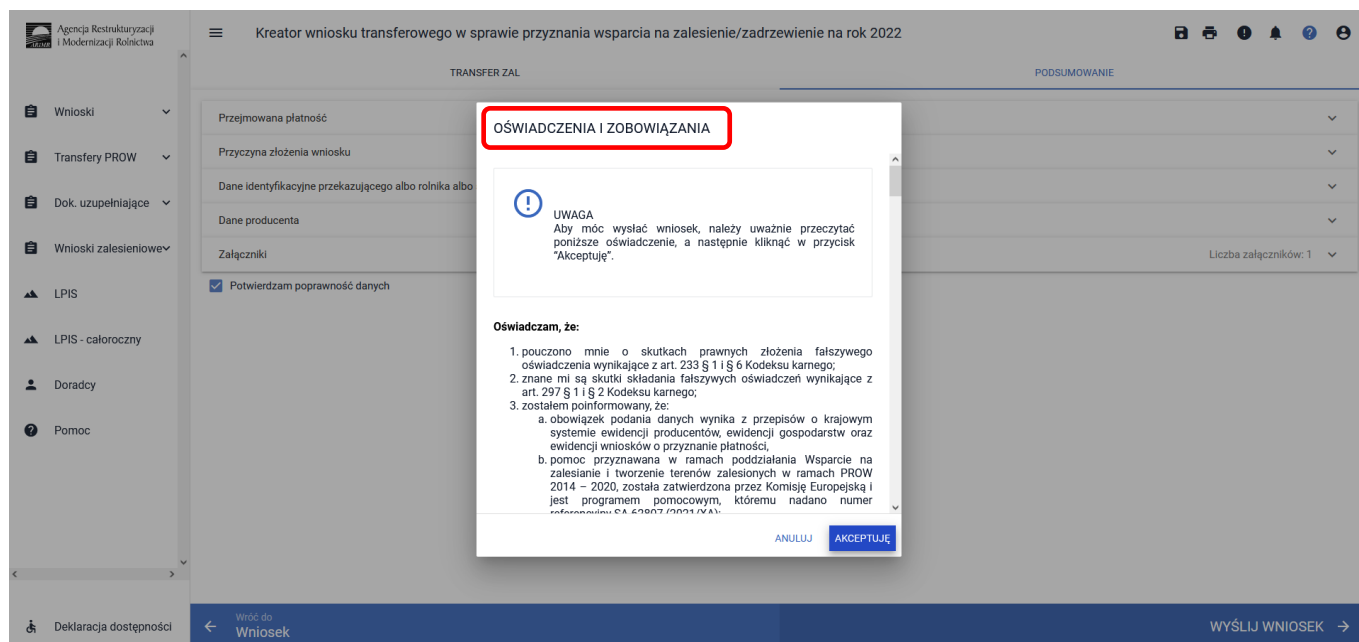 Agencja Restrukturyzacji
i Modernizacji Rolnictwa
Kreator wniosku transferowego w sprawie przyznania wsparcia na zalesienie/zadrzewienie na rok 2022
TRANSFER ZAL
PODSUMOWANIE
Wnioski
Transfery PROW
Dok. uzupełniające
Wnioski zalesieniowe
LPIS
LPIS - całoroczny
Doradcy
Pomoc
Deklaracja dostępności
Przejmowana płatność
Przyczyna złożenia wniosku
Dane identyfikacyjne przekazującego albo rolnika albo
Dane producenta
Załączniki
Liczba załączników: 1
Potwierdzam poprawność danych
OŚWIADCZENIA I ZOBOWIĄZANIA
UWAGA
Aby móc wysłać wniosek, należy uważnie przeczytać
poniższe oświadczenie, a następnie kliknąć w przycisk
"Akceptuję".
Oświadczam, że:
1. pouczono mnie o skutkach prawnych złożenia fałszywego
oświadczenia wynikające z art. 233 § 1 i § 6 Kodeksu karnego;
2. znane mi są skutki składania fałszywych oświadczeń wynikające z
art. 297 § 1 i § 2 Kodeksu karnego;
3. zostałem poinformowany, że:
a. obowiązek podania danych wynika z przepisów o krajowym
systemie ewidencji producentów, ewidencji gospodarstw oraz
ewidencji wniosków o przyznanie płatności,
b. pomoc przyznawana w ramach poddziałania Wsparcie na
zalesianie i tworzenie terenów zalesionych w ramach PROW
2014 – 2020, została zatwierdzona przez Komisję Europejską i
jest programem pomocowym, któremu nadano numer
referencyjny SA.62807 (2021/XA);
ANULUJ
AKCEPTUJĘ
Wróć do
Wniosek
WYŚLIJ WNIOSEK